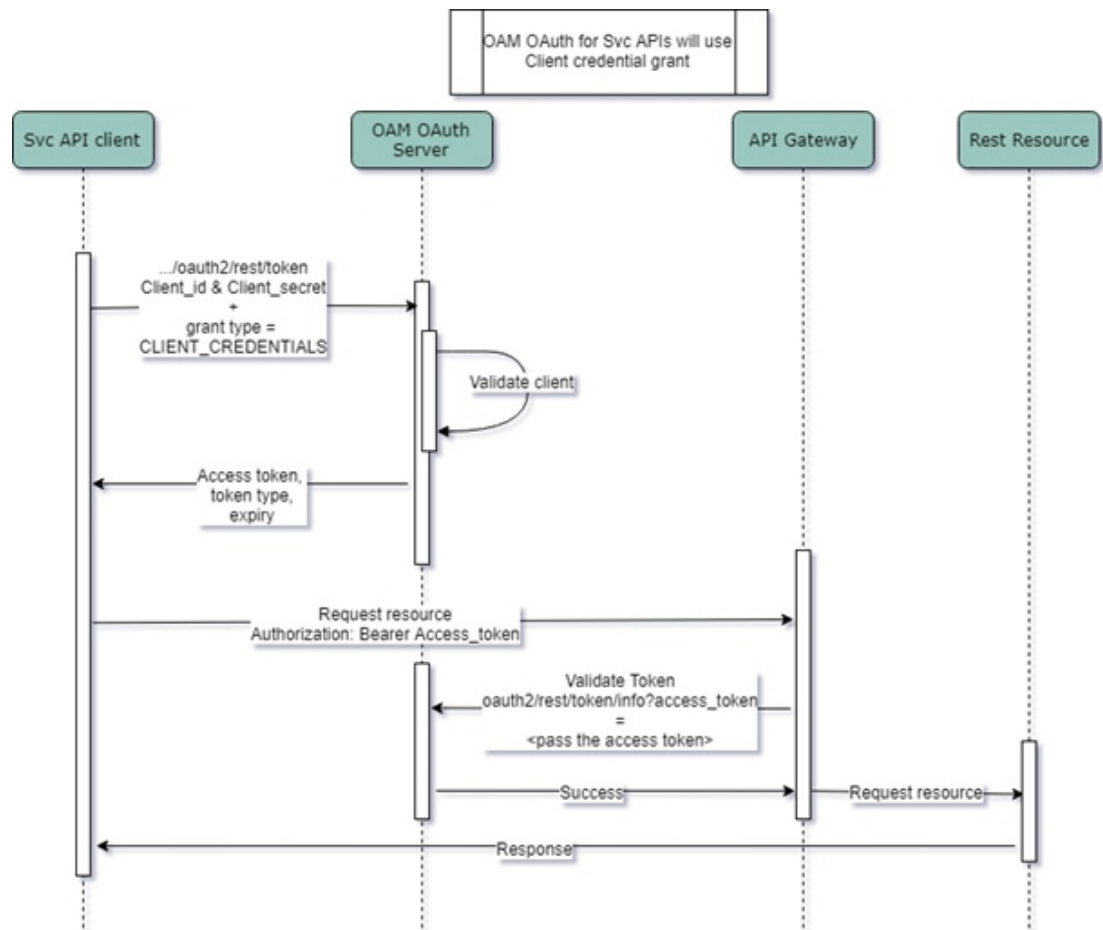 OAM OAuth for Svc APIs will use
Client credential grant
Svc API client
OAM OAuth
Server
API Gateway
Rest Resource
.../oauth2/rest/token
Client_id & Client_secret
+
grant type =
CLIENT_CREDENTIALS
Validate client
Access token,
token type,
expiry
Request resource
Authorization: Bearer Access_token
Validate Token
oauth2/rest/token/info?access_token
=
<pass the access token>
Success
Request resource
Response